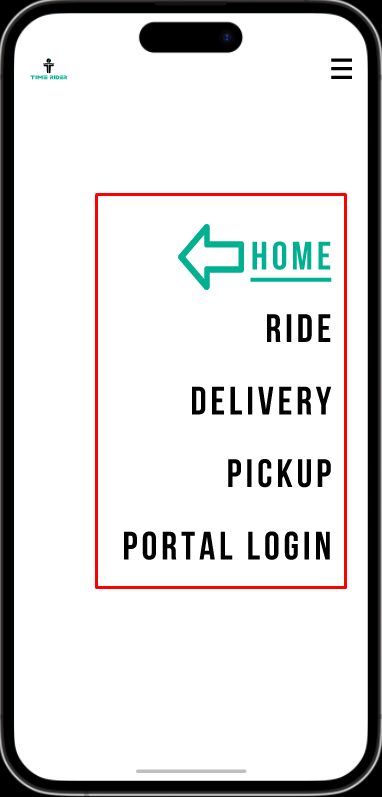 TIME RIDER
HOME
RIDE
DELIVERY
PICKUP
PORTAL LOGIN